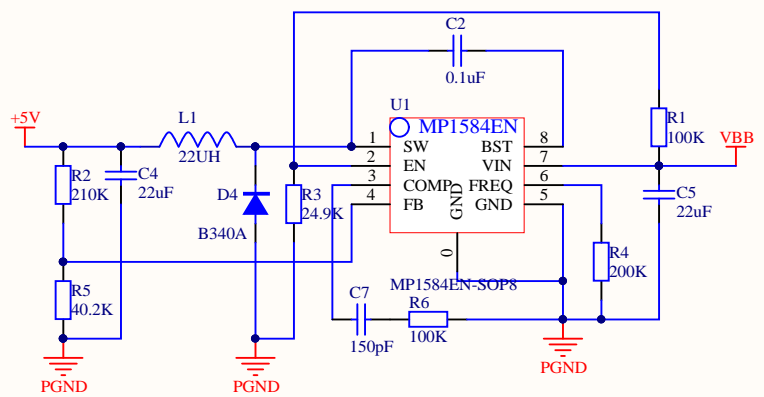 C2
0.1uF
U1
MP1584EN
+5V
L1
22UH
R1
100K
VBB
1
SW
BST
8
2
EN
VIN
7
3
COMP
FREQ
6
4
FB
GND
5
GND
0
R2
210K
C4
22uF
D4
B340A
R3
24.9K
C5
22uF
R4
200K
R5
40.2K
MP1584EN-SOP8
C7
150pF
R6
100K
PGND
PGND
PGND